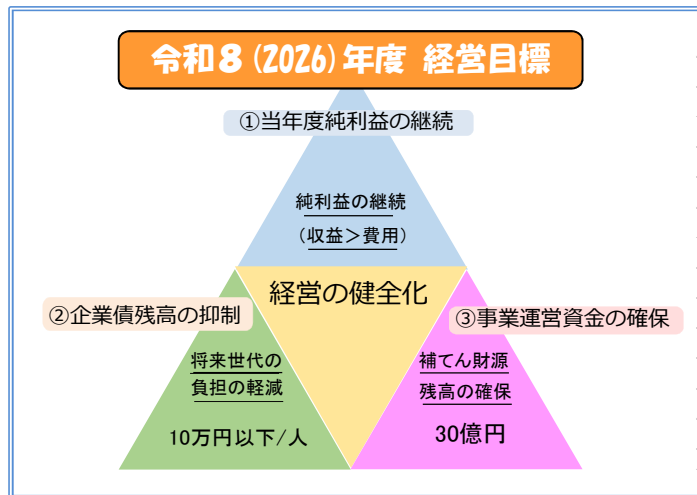 令和８(2026)年度 経営目標
①当年度純利益の継続
純利益の継続
（収益＞費用）
経営の健全化
②企業債残高の抑制
将来世代の
負担の軽減
10万円以下/人
③事業運営資金の確保
補てん財源
残高の確保
30億円